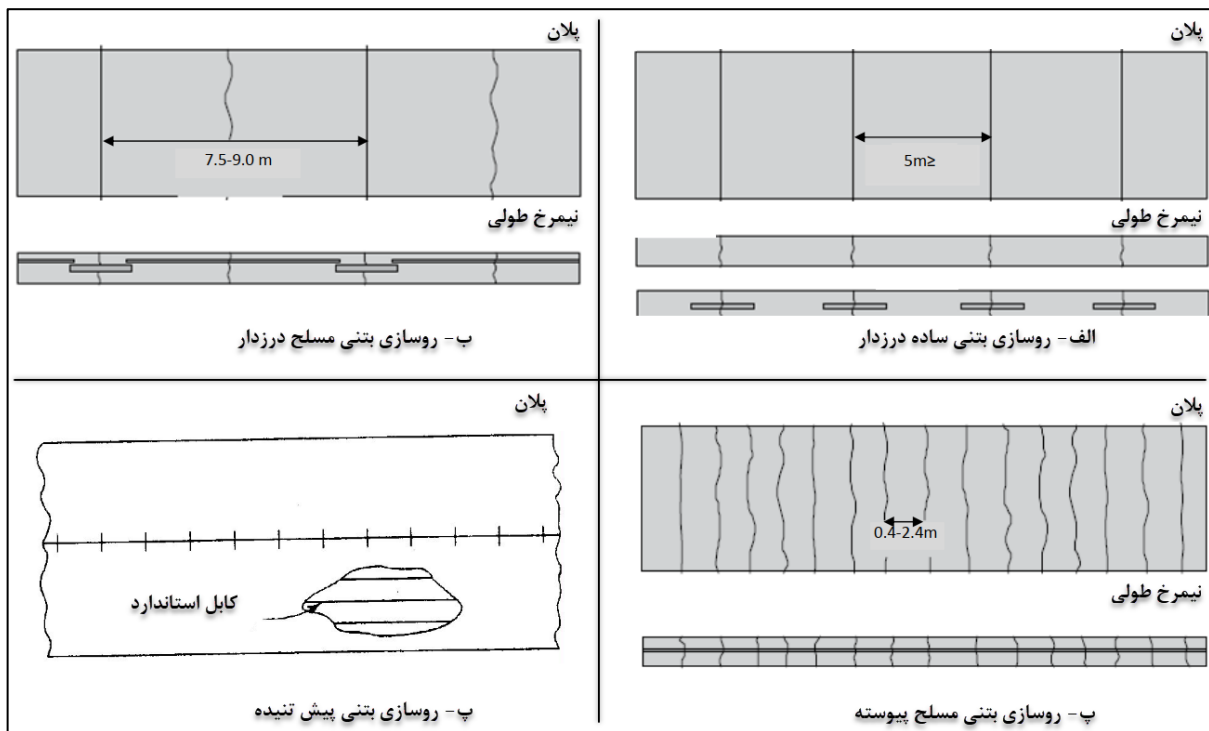 پلان
5m≥
نیمرخ طولی
الف- روسازی بتنی ساده درزدار
پلان
7.5-9.0 m
نیمرخ طولی
ب- روسازی بتنی مسلح درزدار
پلان
0.4-2.4m
نیمرخ طولی
پ- روسازی بتنی مسلح پیوسته
پلان
کابل استاندارد
پ- روسازی بتنی پیش تنیده